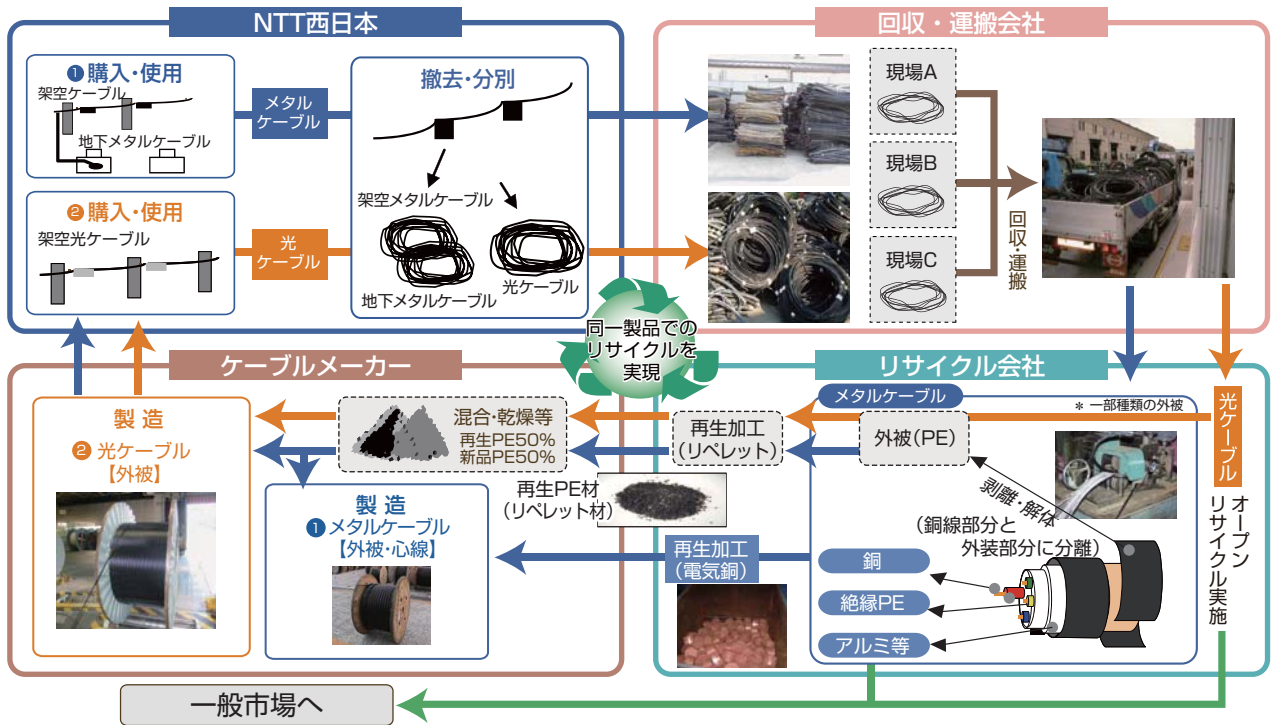 NTT西日本
❶購入・使用
架空ケーブル
地下メタルケーブル
メタル
ケーブル
❷購入・使用
架空光ケーブル
光
ケーブル
撤去・分別
架空メタルケーブル
地下メタルケーブル
光ケーブル
回収・運搬会社
現場A
現場B
現場C
回収・運搬
同一製品での
リサイクルを
実現
ケーブルメーカー
製 造
❷光ケーブル
【外被】
混合・乾燥等
再生PE50%
新品PE50%
製 造
❶メタルケーブル
【外被・心線】
リサイクル会社
メタルケーブル
* 一部種類の外被
光ケーブル
オープン
リサイクル実施
再生加工
(リペレット)
外被(PE)
再生PE材
(リペレット材)
剥離・解体
(銅線部分と
外装部分に分離)
再生加工
(電気銅)
銅
絶縁PE
アルミ等
一般市場へ